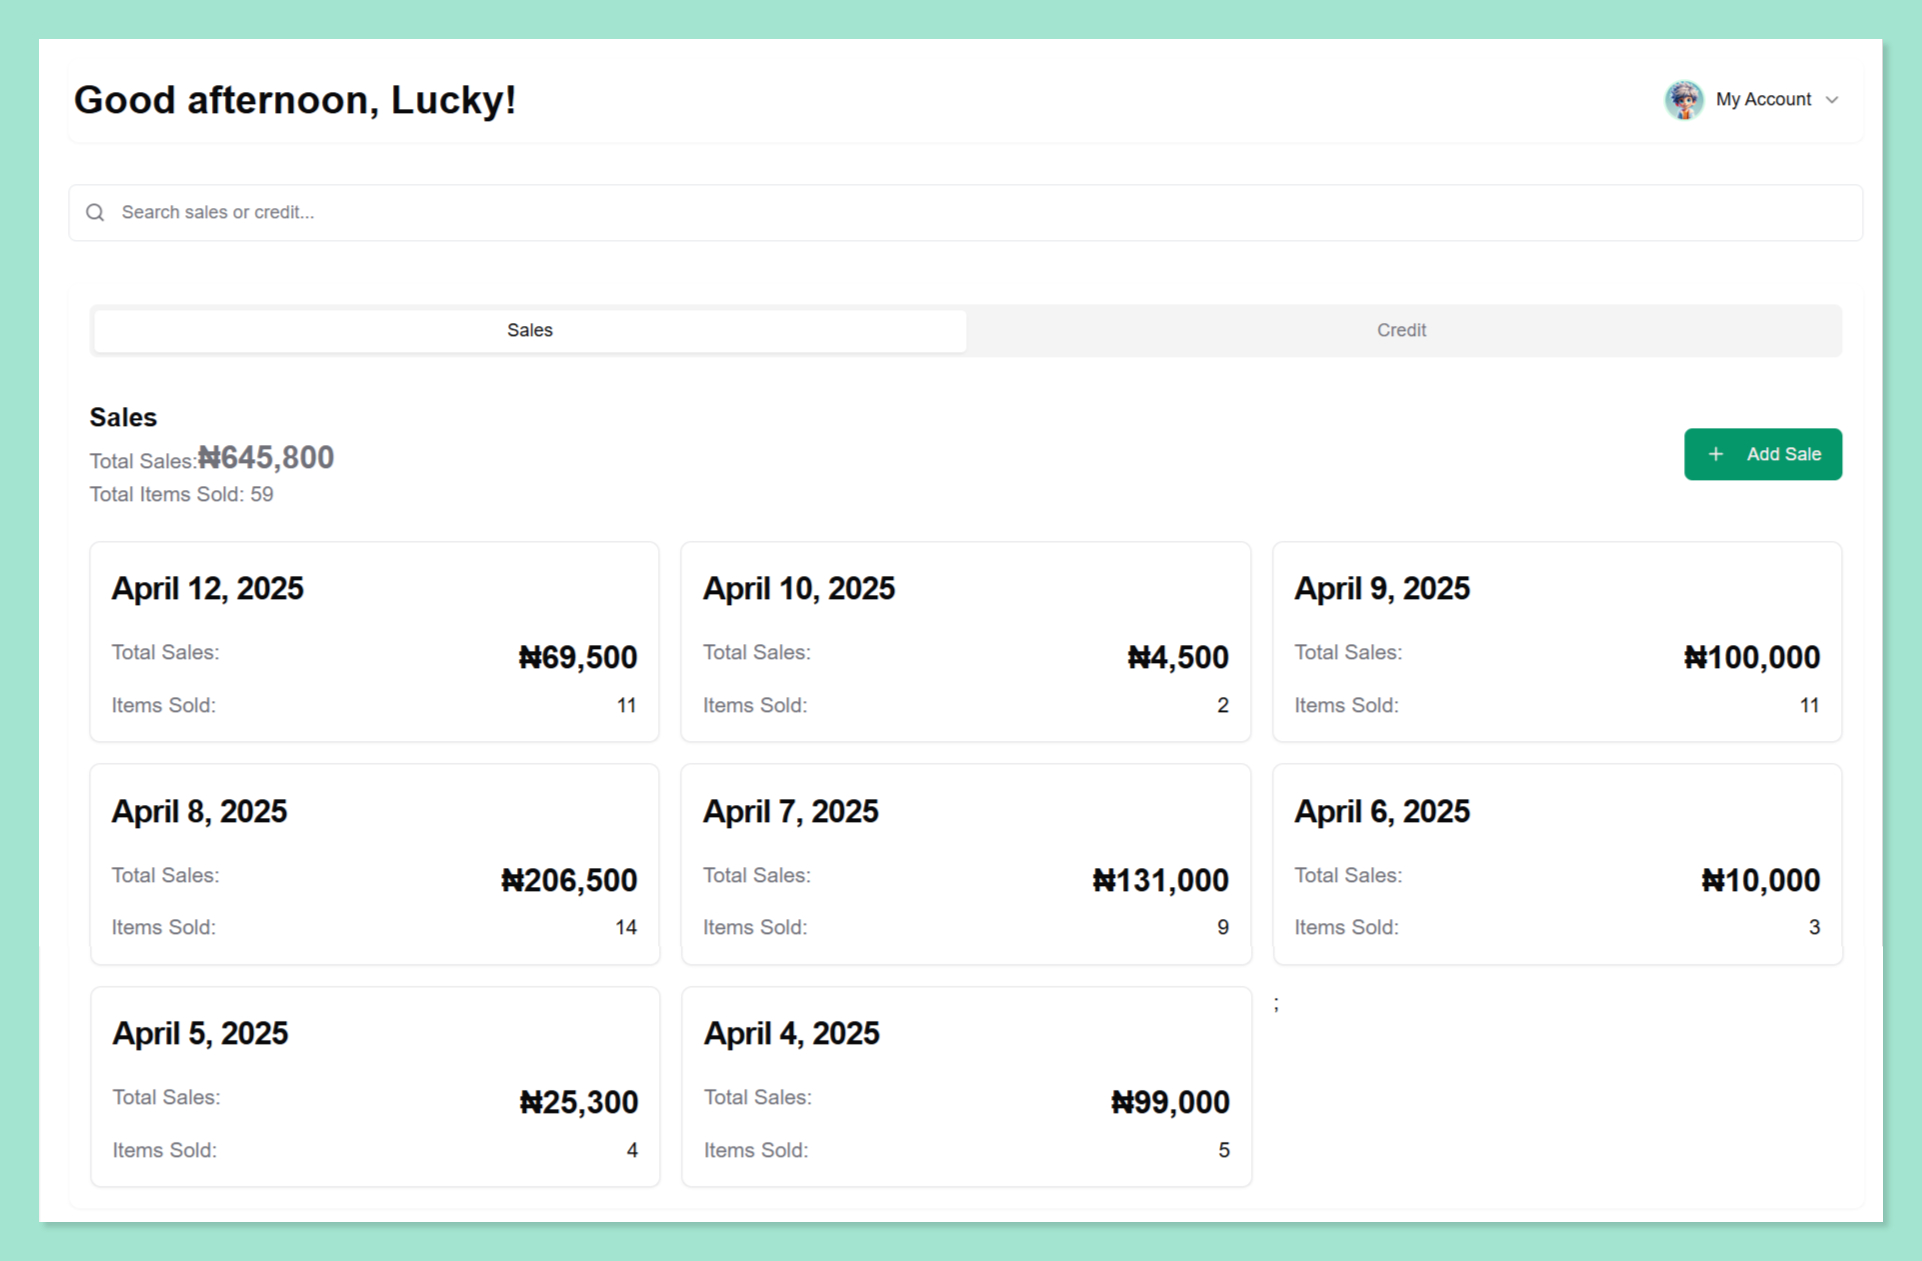 Good afternoon, Lucky!
My Account
Search sales or credit...
Sales
Credit
Sales
Total Sales:₦645,800
Total Items Sold: 59
+ Add Sale
April 12, 2025
Total Sales: ₦69,500
Items Sold: 11
April 10, 2025
Total Sales: ₦4,500
Items Sold: 2
April 9, 2025
Total Sales: ₦100,000
Items Sold: 11
April 8, 2025
Total Sales: ₦206,500
Items Sold: 14
April 7, 2025
Total Sales: ₦131,000
Items Sold: 9
April 6, 2025
Total Sales: ₦10,000
Items Sold: 3
April 5, 2025
Total Sales: ₦25,300
Items Sold: 4
April 4, 2025
Total Sales: ₦99,000
Items Sold: 5
;